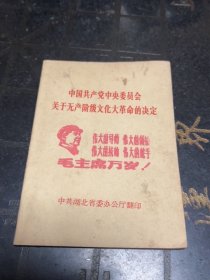 中国共产党中央委员会
关于无产阶级文化大革命的决定
伟大的导师 伟大的领袖
伟大的统帅 伟大的舵手
毛主席万岁！
中共湖北省委办公厅翻印